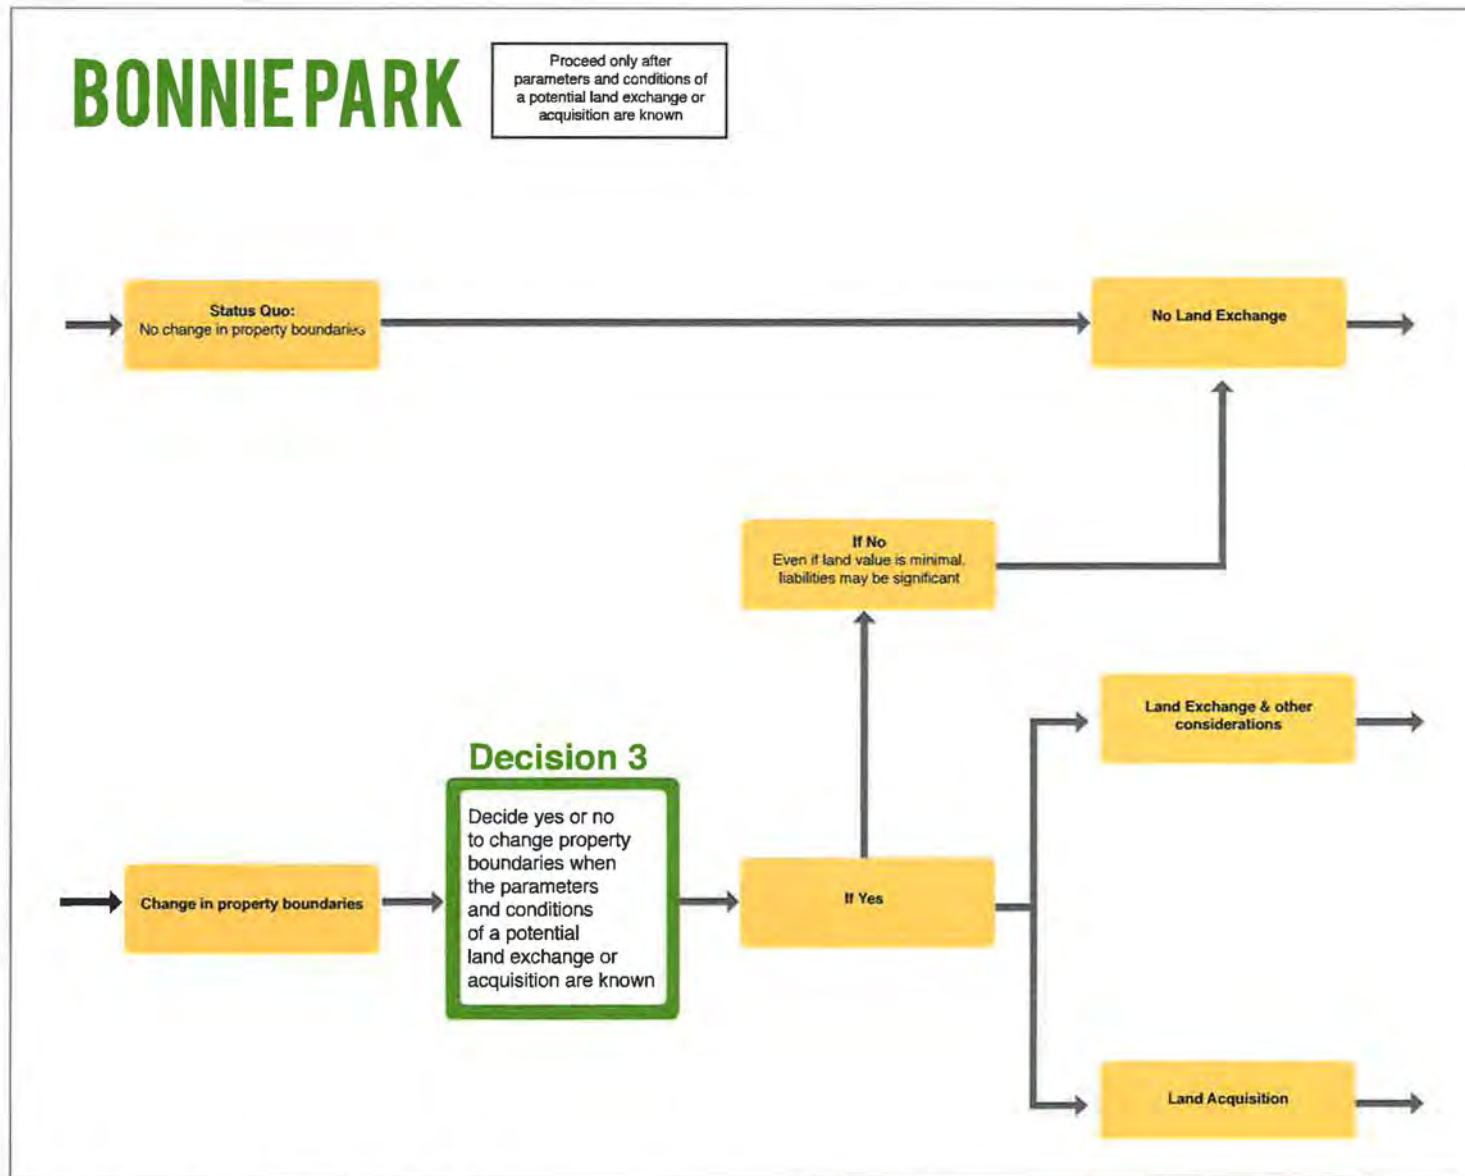 BONNIE PARK
Proceed only after
parameters and conditions of
a potential land exchange or
acquisition are known
Status Quo:
No change in property boundaries
No Land Exchange
If No
Even if land value is minimal,
liabilities may be significant
Land Exchange & other
considerations
Decision 3
Decide yes or no
to change property
boundaries when
the parameters
and conditions
of a potential
land exchange or
acquisition are known
Change in property boundaries
If Yes
Land Acquisition